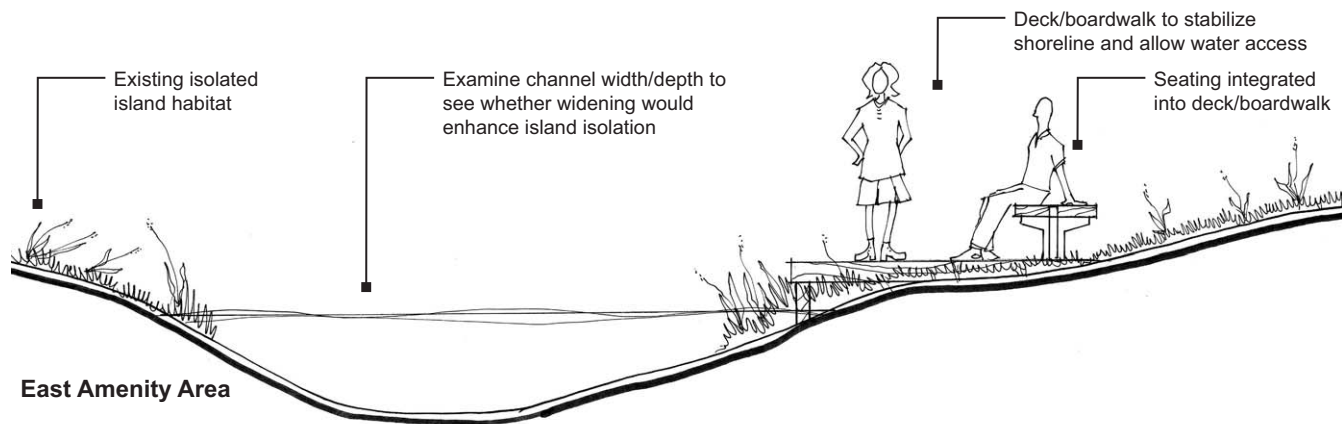 Existing isolated
island habitat
Examine channel width/depth to
see whether widening would
enhance island isolation
Deck/boardwalk to stabilize
shoreline and allow water access
Seating integrated
into deck/boardwalk
East Amenity Area